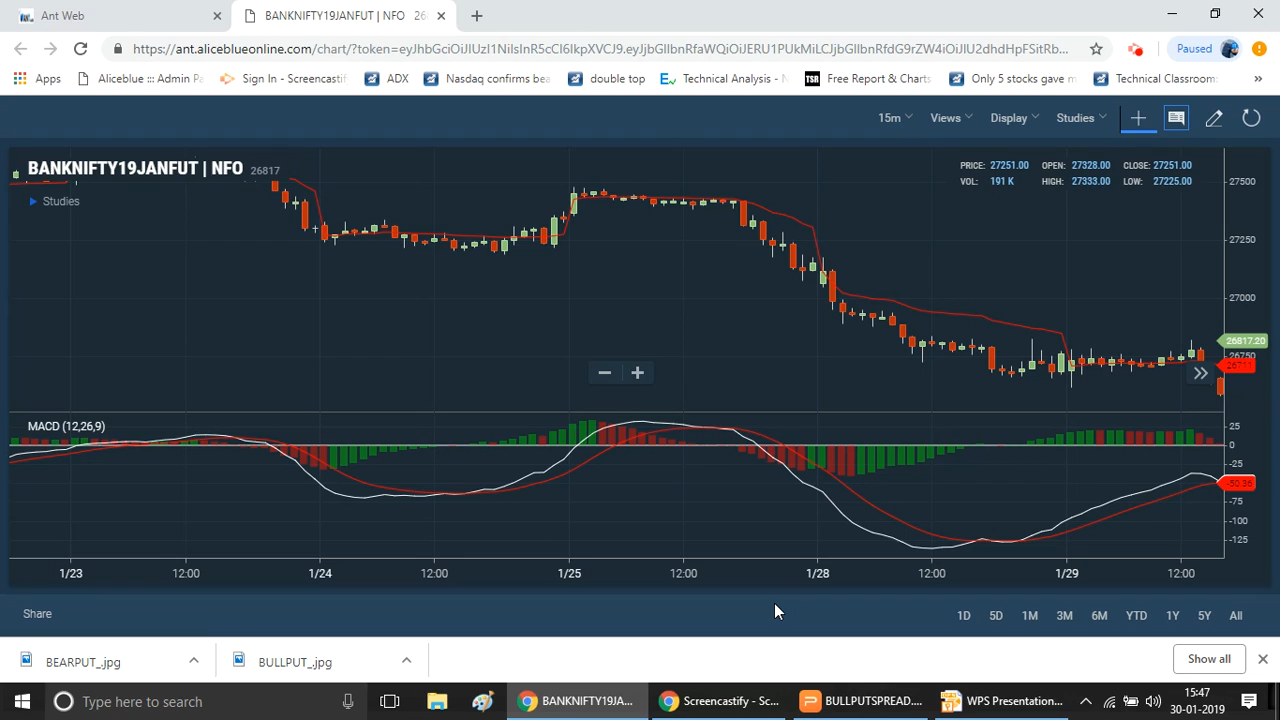 Ant Web
BANKNIFTY19JANFUT | NFO 26
https://ant.aliceblueonline.com/chart/?token=eyJhbGciOiJIUzI1NiIsInR5cCI6IkpXVCJ9.eyJjbGllbnRfaWQiOiJERU1PUkMiLCJjbGllbnRfdG9rZW4iOiJlU2dhdHpFSitRb...
Paused
Apps
Aliceblue ::: Admin Pa
Sign In - Screencastif
ADX
Nasdaq confirms bea
double top
Technical Analysis - N
TSR Free Report & Charts
Only 5 stocks gave m
Technical Classroom:
15m
Views
Display
Studies
BANKNIFTY19JANFUT | NFO 26817
PRICE: 27251.00 OPEN: 27328.00 CLOSE: 27251.00
VOL: 191 K HIGH: 27333.00 LOW: 27225.00
Studies
27500
27250
27000
26817.20
26750
26711
MACD (12,26,9)
25
0
-25
-50.36
-75
-100
-125
1/23 12:00 1/24 12:00 1/25 12:00 1/28 12:00 1/29 12:00
Share
1D 5D 1M 3M 6M YTD 1Y 5Y All
BEARPUT_.jpg
BULLPUT_.jpg
Show all
Type here to search
BANKNIFTY19JA...
Screencastify - Sc...
BULLPUTSPREAD....
WPS Presentation...
15:47
30-01-2019